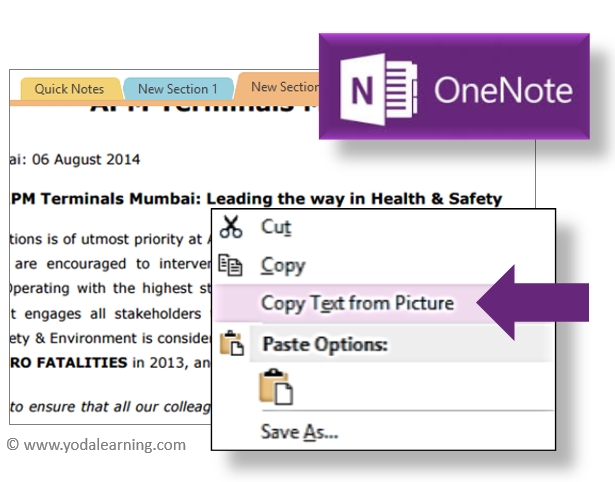 N OneNote
Quick Notes New Section 1 New Section
APM Terminals
ai: 06 August 2014
PM Terminals Mumbai: Leading the way in Health & Safety
tions is of utmost priority at
are encouraged to interver
Operating with the highest st
t engages all stakeholders
ety & Environment is conside
RO FATALITIES in 2013, an
to ensure that all our colleag
Cut
Copy
Copy Text from Picture
Paste Options:
Save As...
© www.yodalearning.com